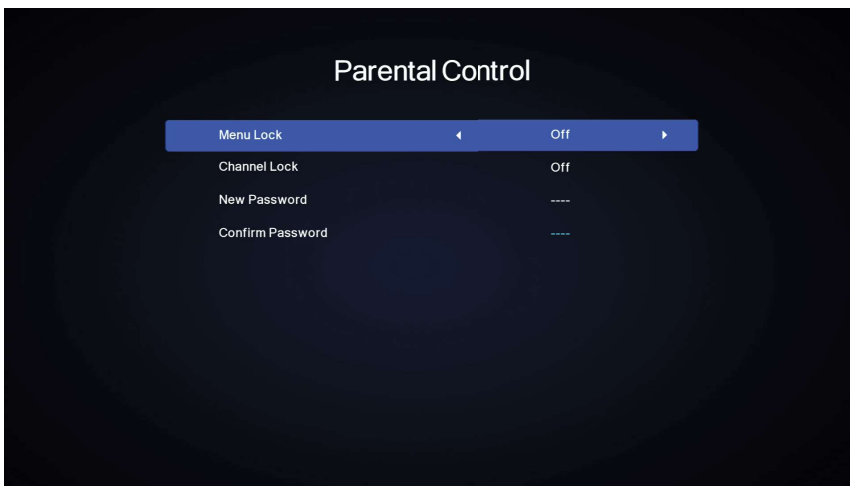 Parental Control
Menu Lock Off
Channel Lock Off
New Password ----
Confirm Password ----